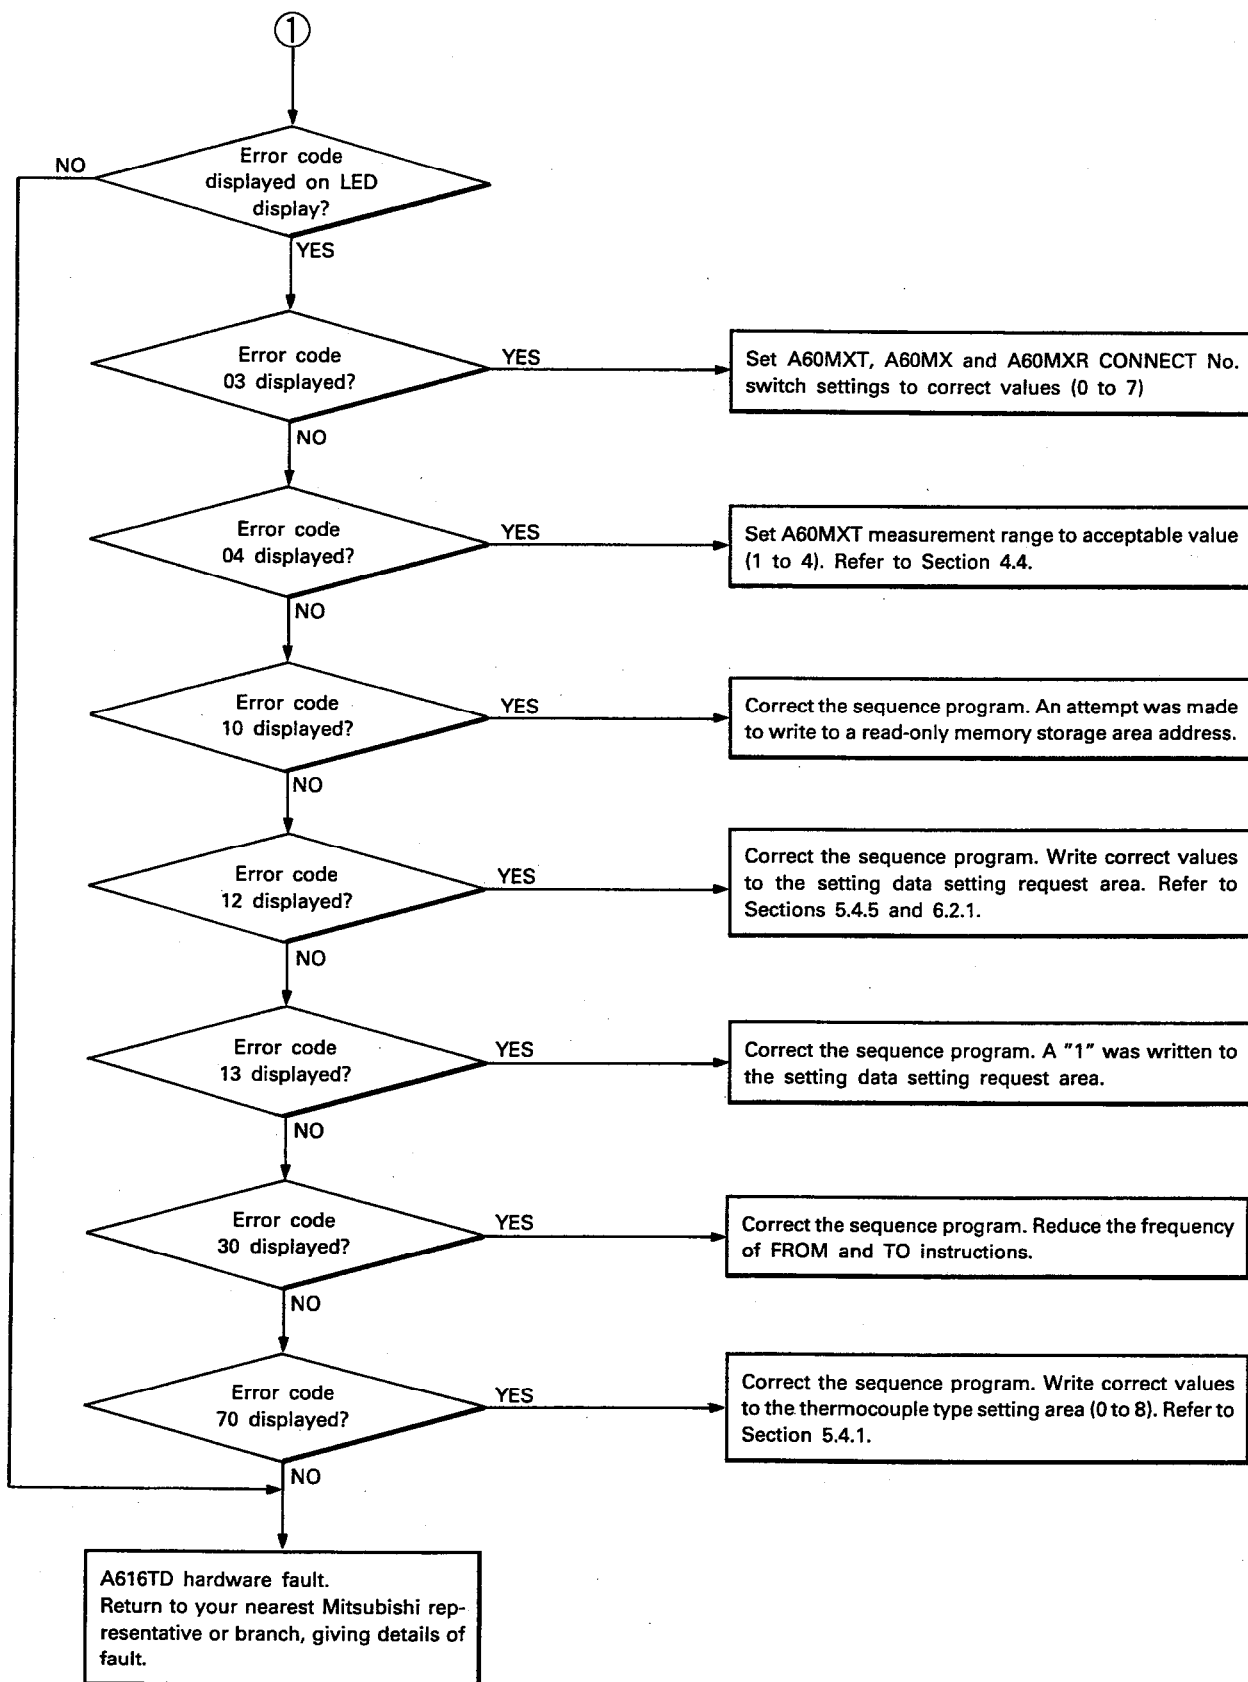 1
Error code
displayed on LED
display?
NO
YES
Error code
03 displayed?
YES
Set A60MXT, A60MX and A60MXR CONNECT No.
switch settings to correct values (0 to 7)
NO
Error code
04 displayed?
YES
Set A60MXT measurement range to acceptable value
(1 to 4). Refer to Section 4.4.
NO
Error code
10 displayed?
YES
Correct the sequence program. An attempt was made
to write to a read-only memory storage area address.
NO
Error code
12 displayed?
YES
Correct the sequence program. Write correct values
to the setting data setting request area. Refer to
Sections 5.4.5 and 6.2.1.
NO
Error code
13 displayed?
YES
Correct the sequence program. A "1" was written to
the setting data setting request area.
NO
Error code
30 displayed?
YES
Correct the sequence program. Reduce the frequency
of FROM and TO instructions.
NO
Error code
70 displayed?
YES
Correct the sequence program. Write correct values
to the thermocouple type setting area (0 to 8). Refer to
Section 5.4.1.
NO
A616TD hardware fault.
Return to your nearest Mitsubishi rep-
resentative or branch, giving details of
fault.